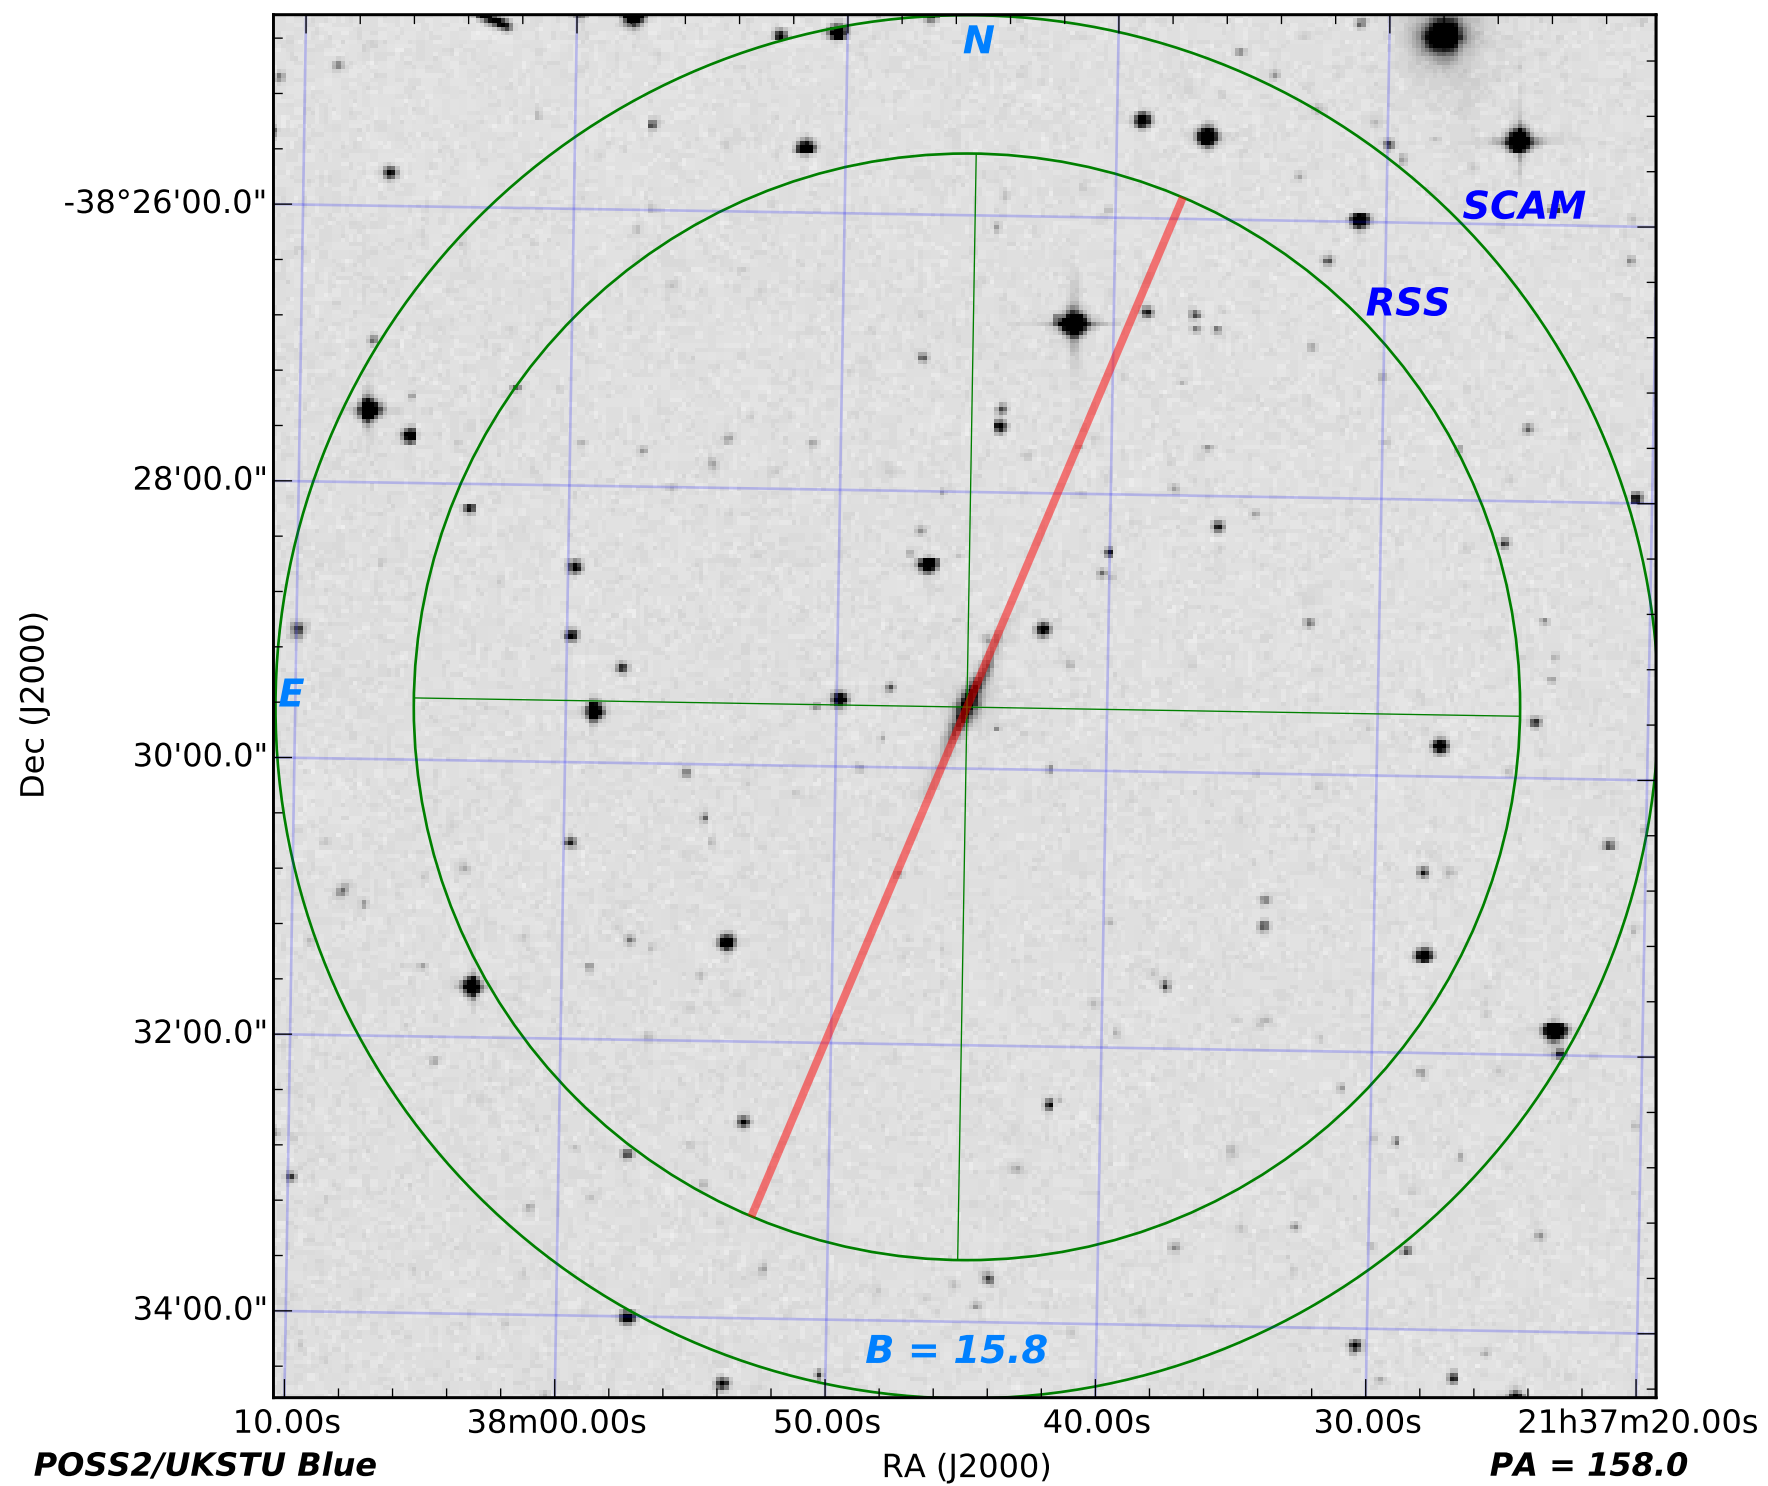 N
-38°26'00.0"
SCAM
RSS
28'00.0"
E
Dec (J2000)
30'00.0"
32'00.0"
34'00.0"
B = 15.8
10.00s 38m00.00s 50.00s 40.00s 30.00s 21h37m20.00s
POSS2/UKSTU Blue RA (J2000) PA = 158.0